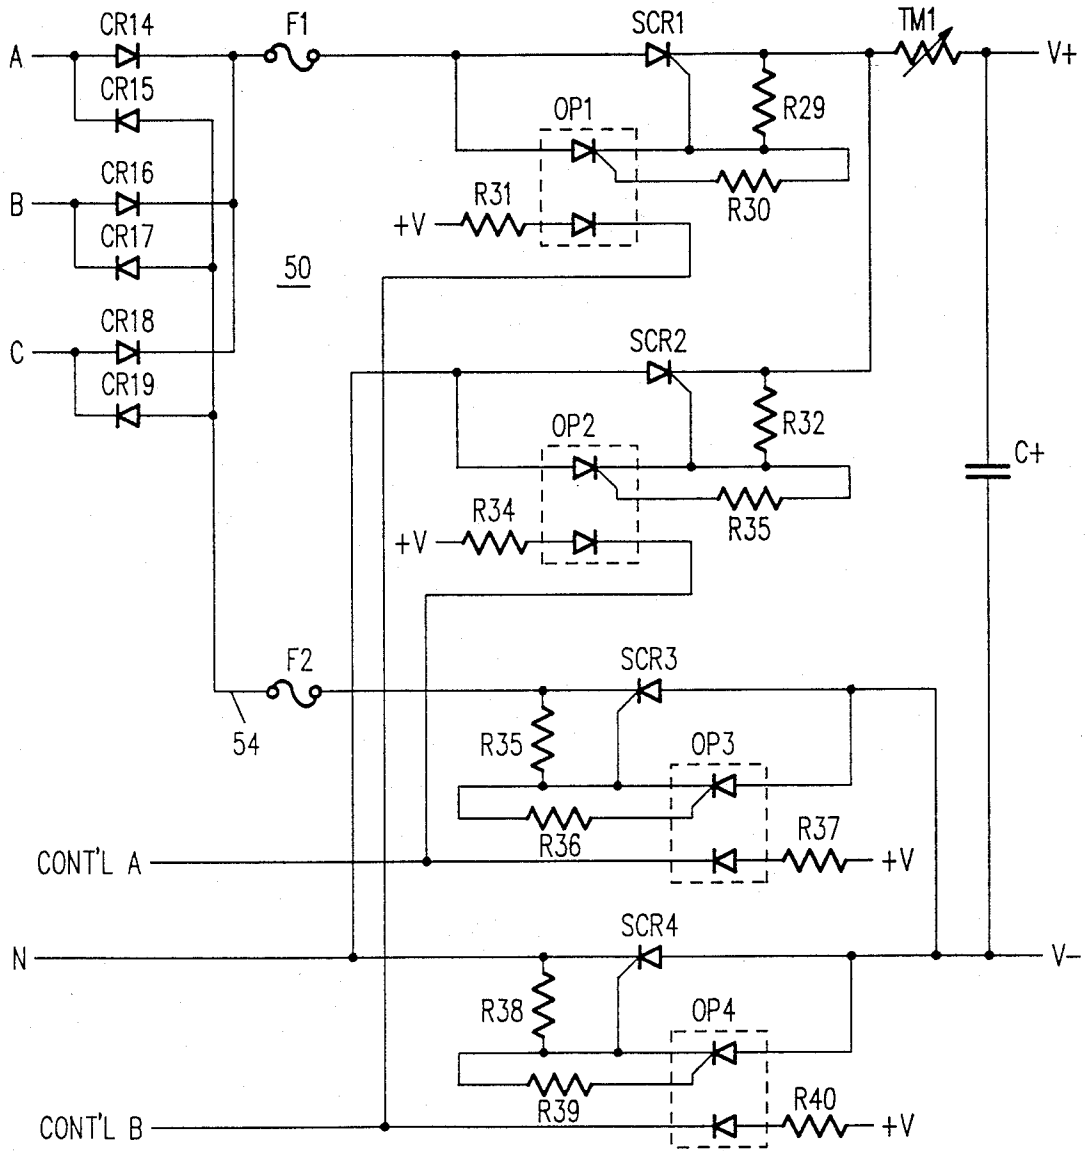 CR14
F1
SCR1
TM1
A
V+
CR15
R29
OP1
CR16
R31
R30
B
+V
CR17
50
CR18
SCR2
C
CR19
OP2
R32
C+
R34
R35
+V
F2
SCR3
54
R35
OP3
R36
R37
CONT'L A
+V
SCR4
N
V-
R38
OP4
R39
R40
CONT'L B
+V